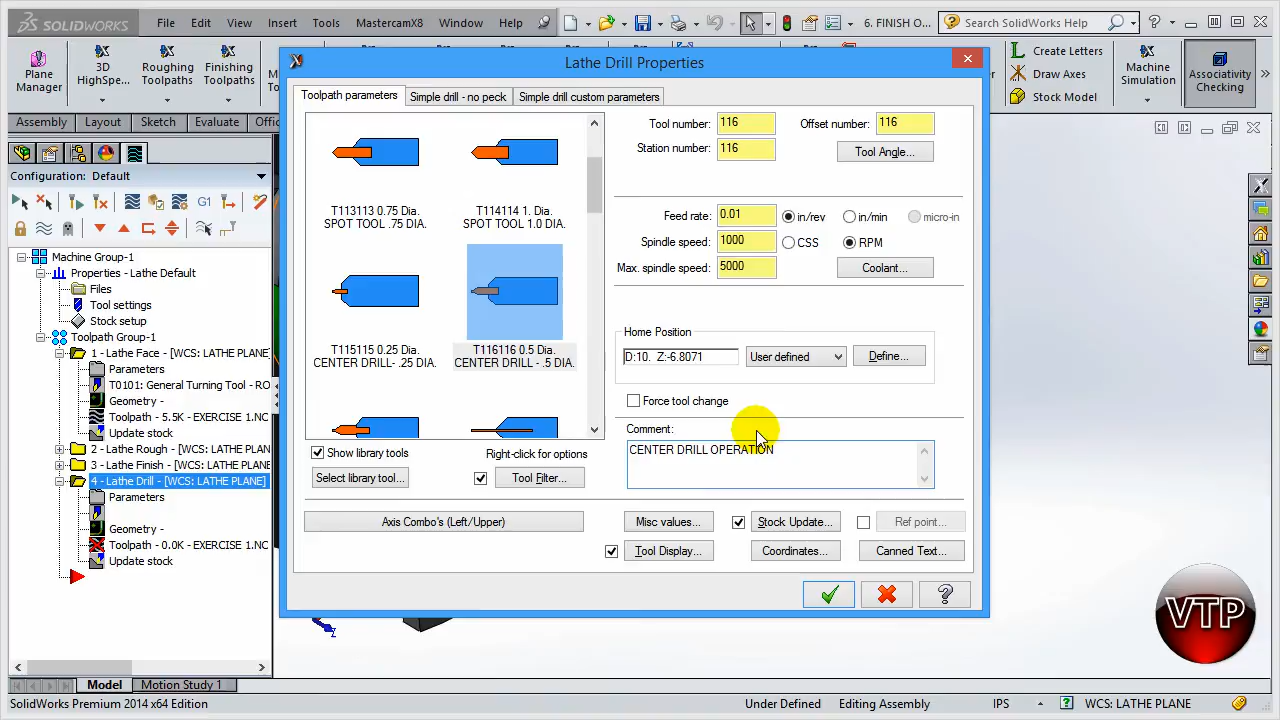 SOLIDWORKS
File Edit View Insert Tools MastercamX8 Window Help
6. FINISH O...
Search SolidWorks Help
Plane Manager
3D HighSpe...
Roughing Toolpaths
Finishing Toolpaths
Create Letters
Draw Axes
Stock Model
Machine Simulation
Associativity Checking
Assembly Layout Sketch Evaluate Offic
Configuration: Default
G1
Machine Group-1
Properties - Lathe Default
Files
Tool settings
Stock setup
Toolpath Group-1
1 - Lathe Face - [WCS: LATHE PLANE]
Parameters
T0101: General Turning Tool - RO
Geometry -
Toolpath - 5.5K - EXERCISE 1.NC
Update stock
2 - Lathe Rough - [WCS: LATHE PLANE
3 - Lathe Finish - [WCS: LATHE PLANE]
4 - Lathe Drill - [WCS: LATHE PLANE]
Parameters
Geometry -
Toolpath - 0.0K - EXERCISE 1.NC
Update stock
Lathe Drill Properties
Toolpath parameters
Simple drill - no peck
Simple drill custom parameters
T113113 0.75 Dia.
SPOT TOOL .75 DIA.
T114114 1. Dia.
SPOT TOOL 1.0 DIA.
T115115 0.25 Dia.
CENTER DRILL- .25 DIA.
T116116 0.5 Dia.
CENTER DRILL - .5 DIA.
Show library tools
Right-click for options
Select library tool...
Tool Filter...
Axis Combo's (Left/Upper)
Tool number: 116
Offset number: 116
Station number: 116
Tool Angle...
Feed rate: 0.01
in/rev in/min micro-in
Spindle speed: 1000
CSS RPM
Max. spindle speed: 5000
Coolant...
Home Position
D:10. Z:-6.8071
User defined
Define...
Force tool change
Comment:
CENTER DRILL OPERATION
Misc values...
Stock Update...
Ref point...
Tool Display...
Coordinates...
Canned Text...
VTP
Z
Model
Motion Study 1
SolidWorks Premium 2014 x64 Edition
Under Defined
Editing Assembly
IPS
WCS: LATHE PLANE